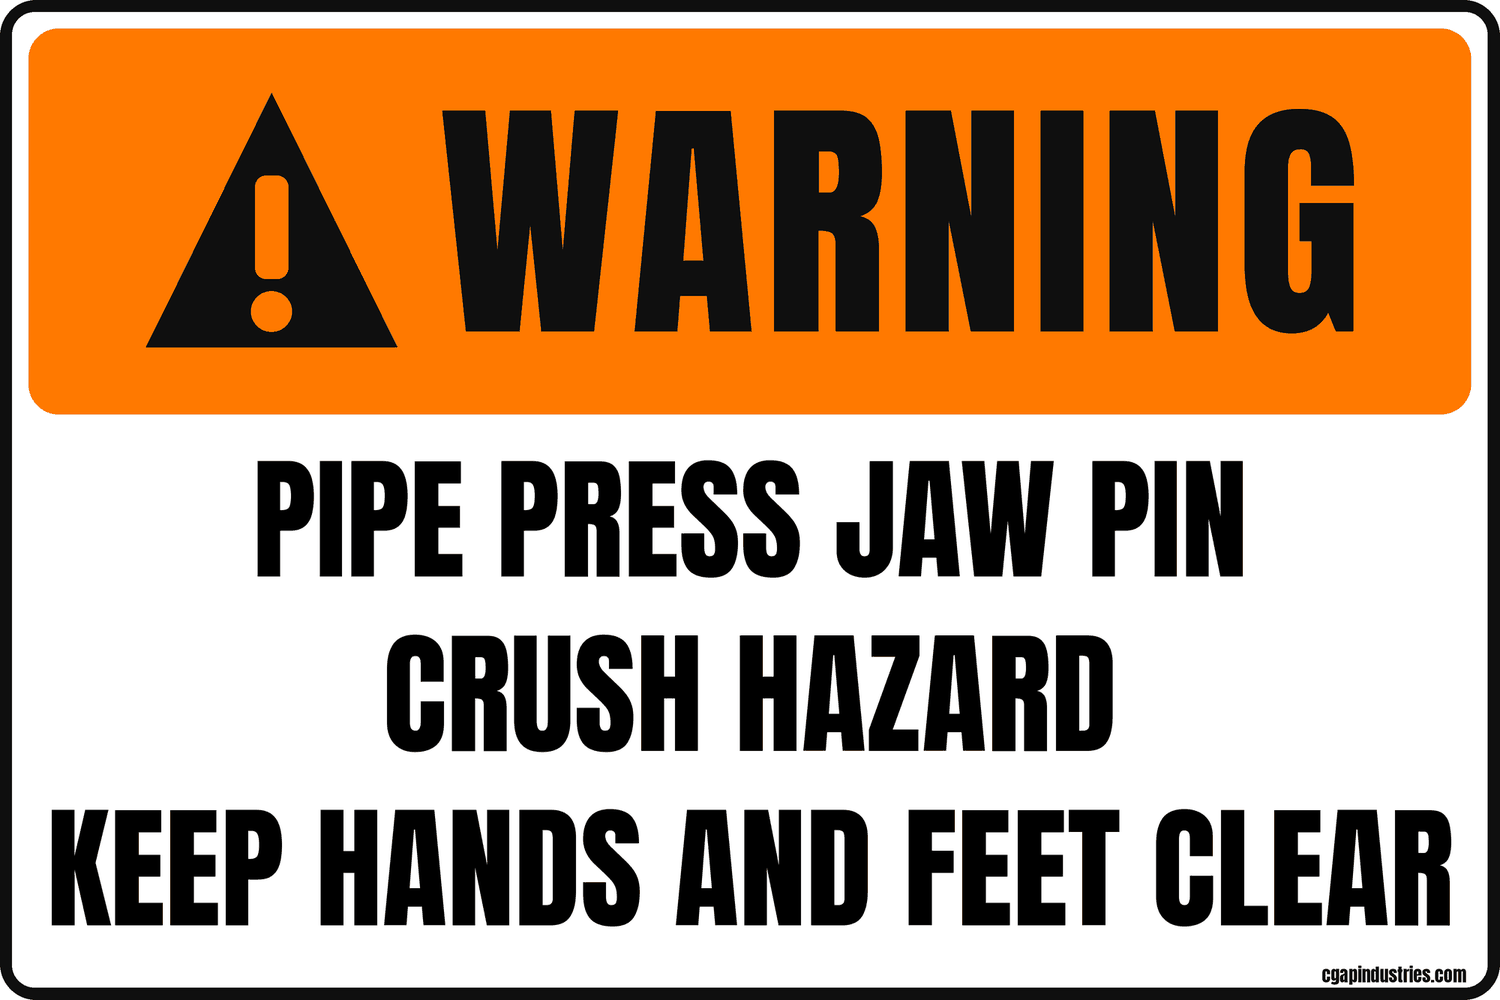 WARNING
PIPE PRESS JAW PIN
CRUSH HAZARD
KEEP HANDS AND FEET CLEAR
cgapindustries.com